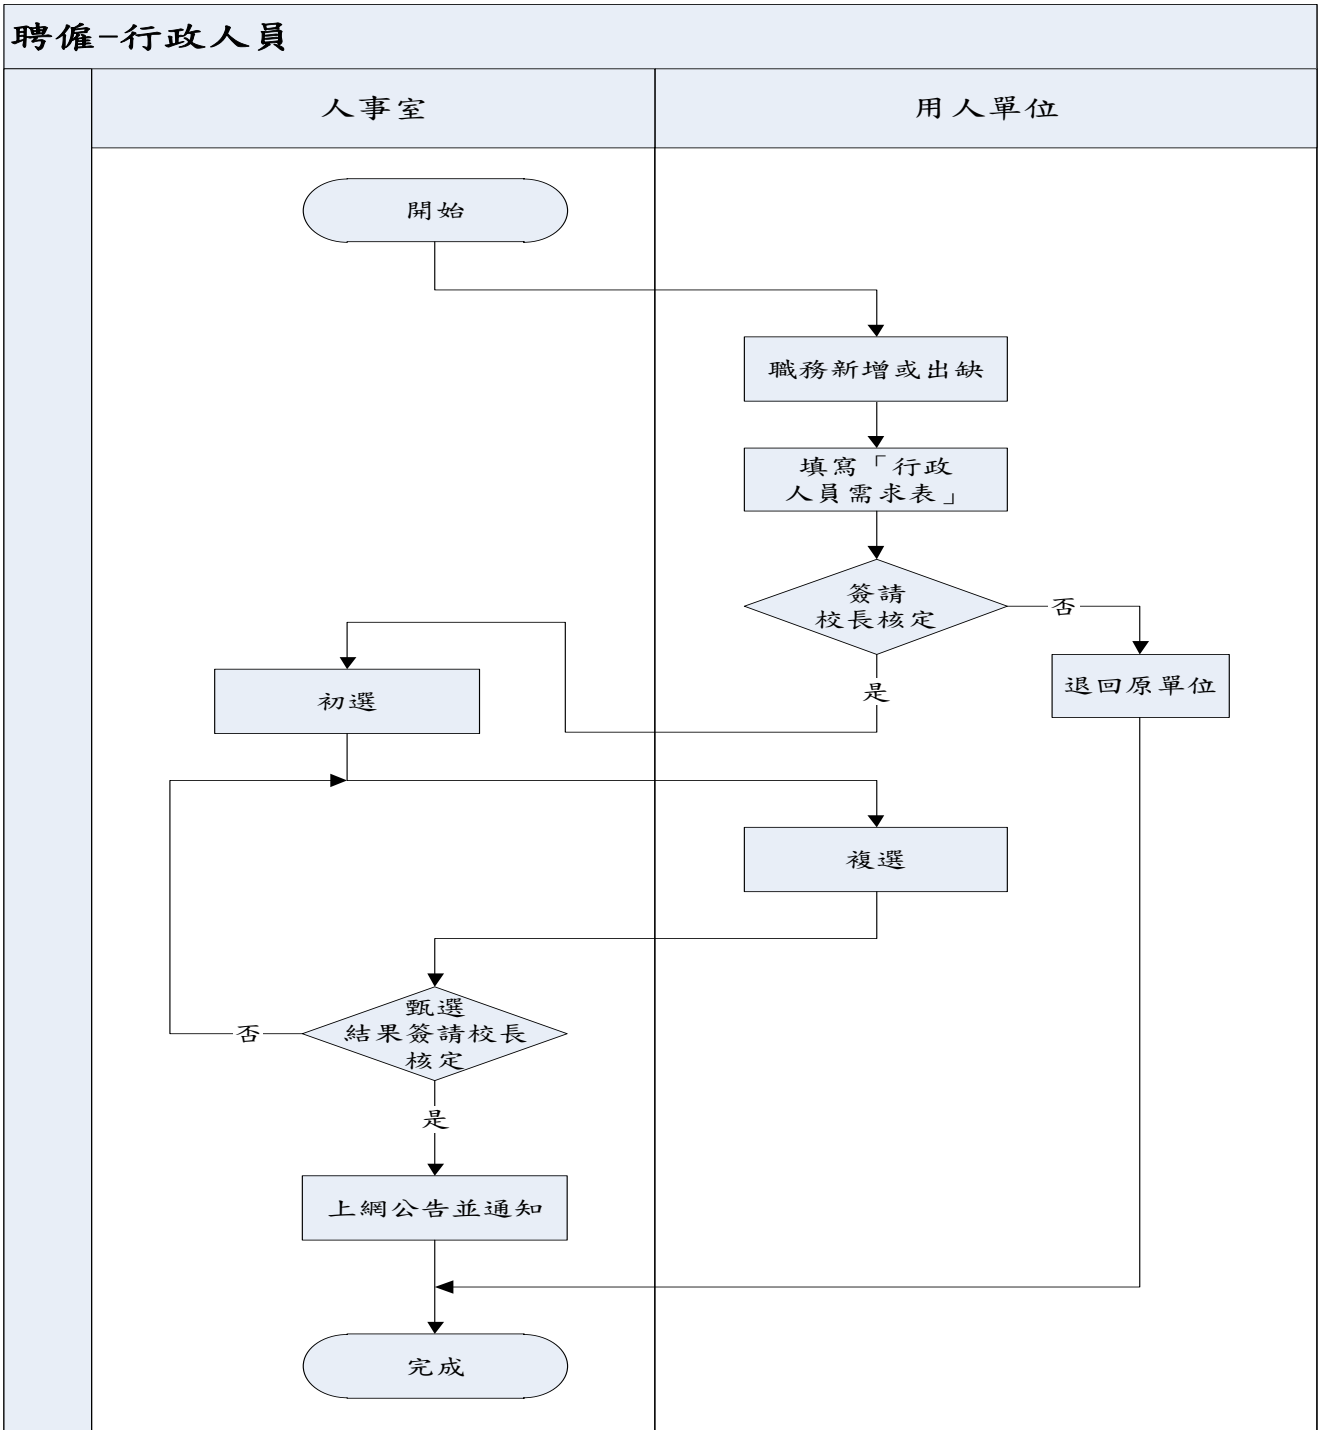 聘僱-行政人員
人事室
用人單位
開始
職務新增或出缺
填寫「行政
人員需求表」
簽請
校長核定
否
是
退回原單位
初選
複選
甄選
結果簽請校長
核定
否
是
上網公告並通知
完成